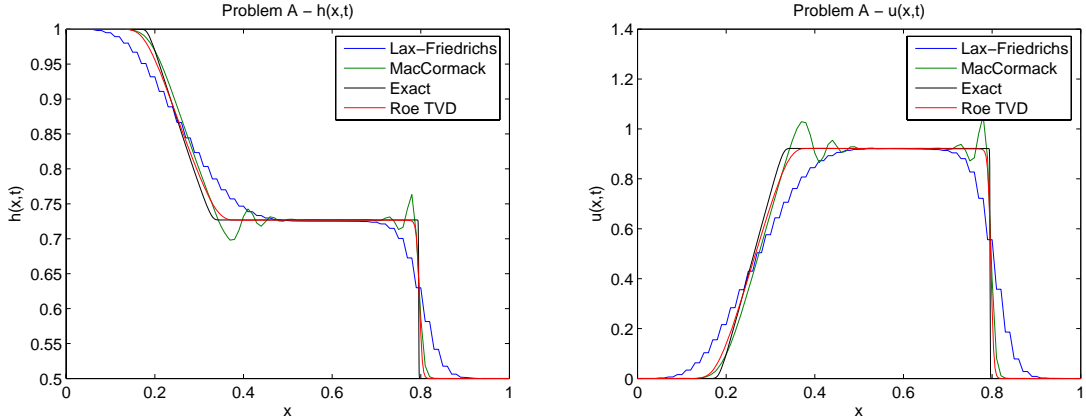 Problem A − h(x,t)
h(x,t)
1
0.95
0.9
0.85
0.8
0.75
0.7
0.65
0.6
0.55
0.5
Lax−Friedrichs
MacCormack
Exact
Roe TVD
0 0.2 0.4 0.6 0.8 1
x
Problem A − u(x,t)
u(x,t)
1.4
1.2
1
0.8
0.6
0.4
0.2
0
Lax−Friedrichs
MacCormack
Exact
Roe TVD
0 0.2 0.4 0.6 0.8 1
x